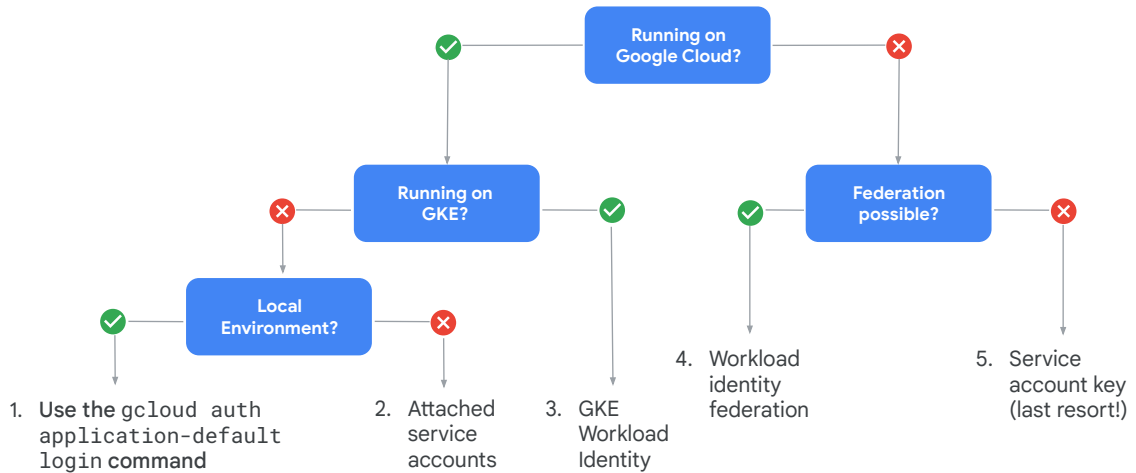 Running on
Google Cloud?
Running on
GKE?
Federation
possible?
Local
Environment?
1. Use the gcloud auth
application-default
login command
2. Attached
service
accounts
3. GKE
Workload
Identity
4. Workload
identity
federation
5. Service
account key
(last resort!)